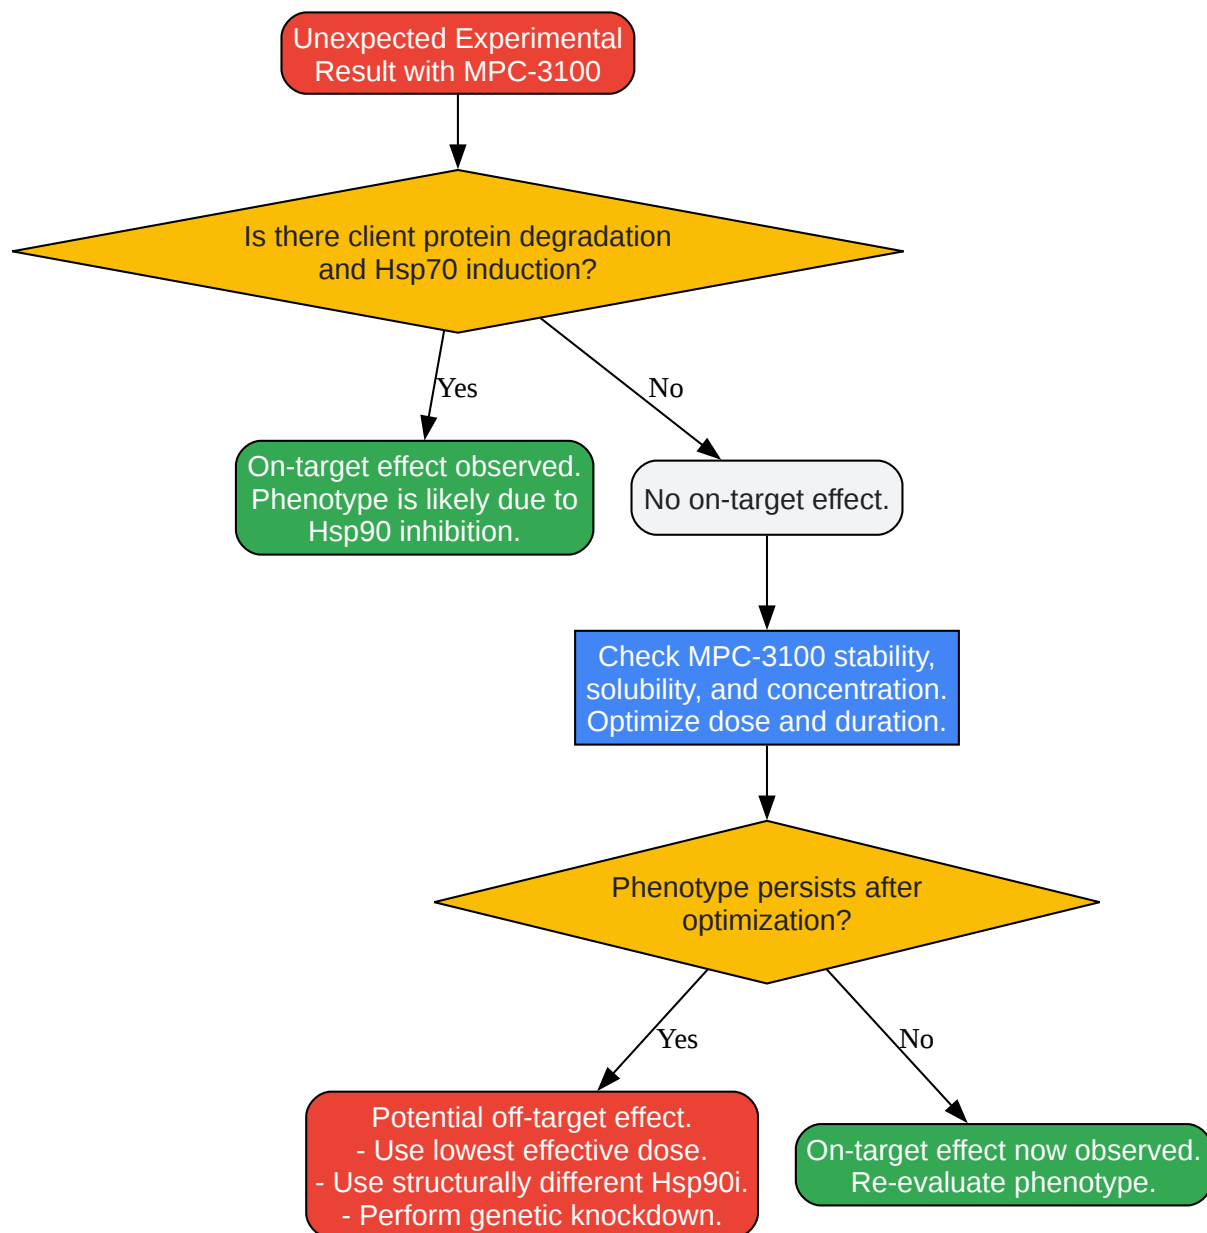 Unexpected Experimental
Result with MPC-3100
Is there client protein degradation
and Hsp70 induction?
Yes
No
On-target effect observed.
Phenotype is likely due to
Hsp90 inhibition.
No on-target effect.
Check MPC-3100 stability,
solubility, and concentration.
Optimize dose and duration.
Phenotype persists after
optimization?
Yes
No
Potential off-target effect.
- Use lowest effective dose.
- Use structurally different Hsp90i.
- Perform genetic knockdown.
On-target effect now observed.
Re-evaluate phenotype.